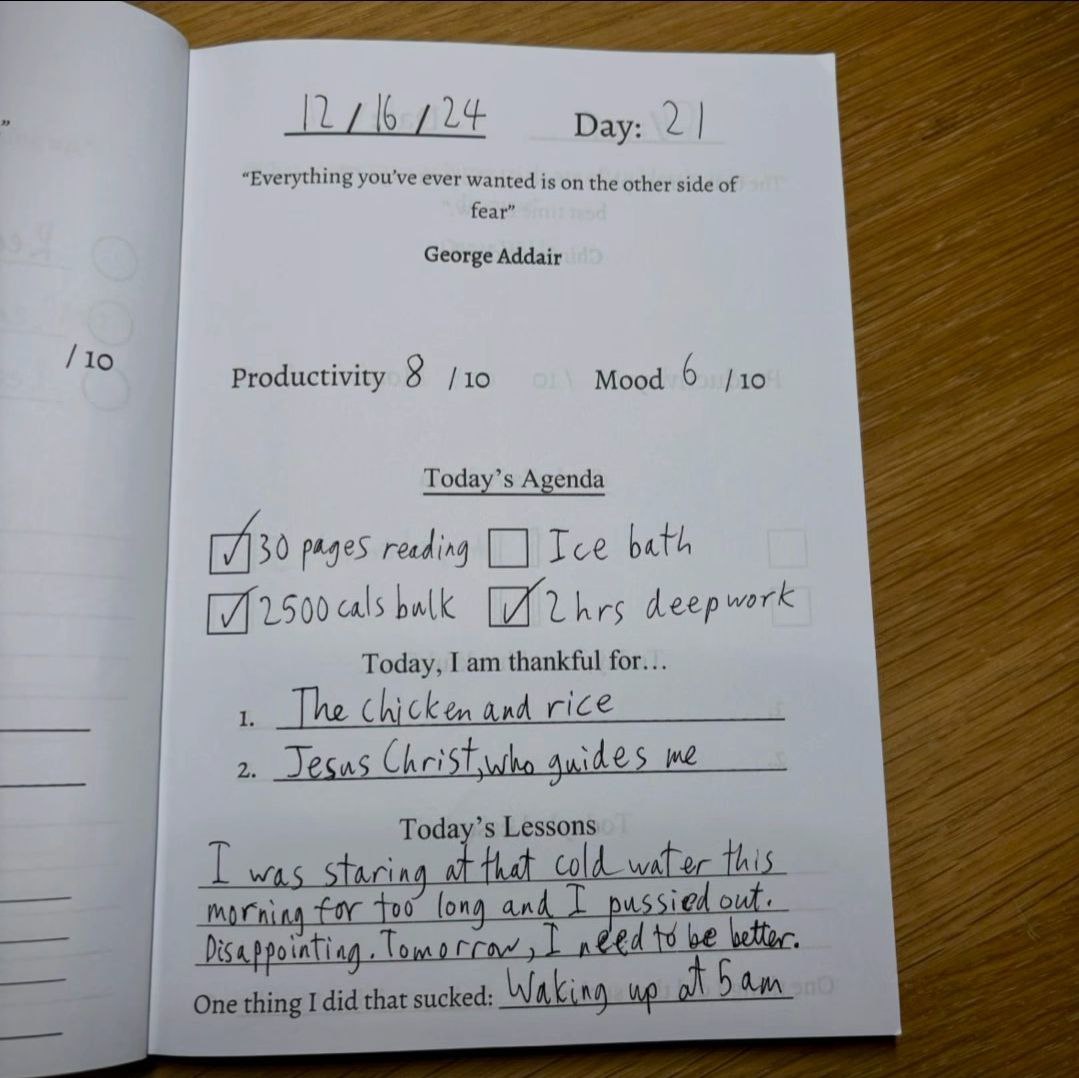 ”
12/16/24 Day: 21
“Everything you’ve ever wanted is on the other side of
fear”
George Addair
/ 10
Productivity 8 / 10 Mood 6 / 10
Today’s Agenda
30 pages reading Ice bath
2500 cals bulk 2 hrs deep work
Today, I am thankful for…
1. The chicken and rice
2. Jesus Christ, who guides me
Today’s Lessons
I was staring at that cold water this
morning for too long and I pussied out.
Disappointing. Tomorrow, I need to be better.
One thing I did that sucked: Waking up at 5 am